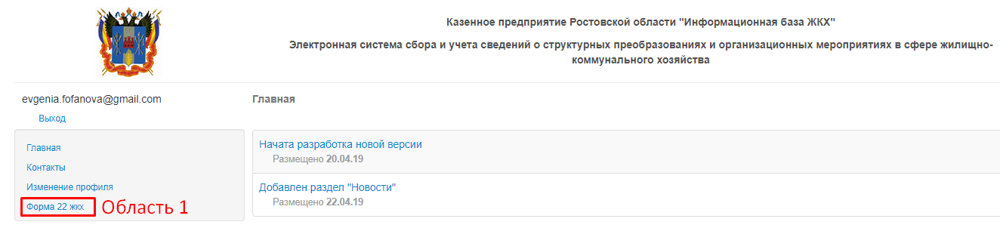 Казенное предприятие Ростовской области "Информационная база ЖКХ"
Электронная система сбора и учета сведений о структурных преобразованиях и организационных мероприятиях в сфере жилищно-
коммунального хозяйства
evgenia.fofanova@gmail.com
Главная
Выход
Главная
Контакты
Изменение профиля
Форма 22 жкх
Область 1
Начата разработка новой версии
Размещено 20.04.19
Добавлен раздел "Новости"
Размещено 22.04.19